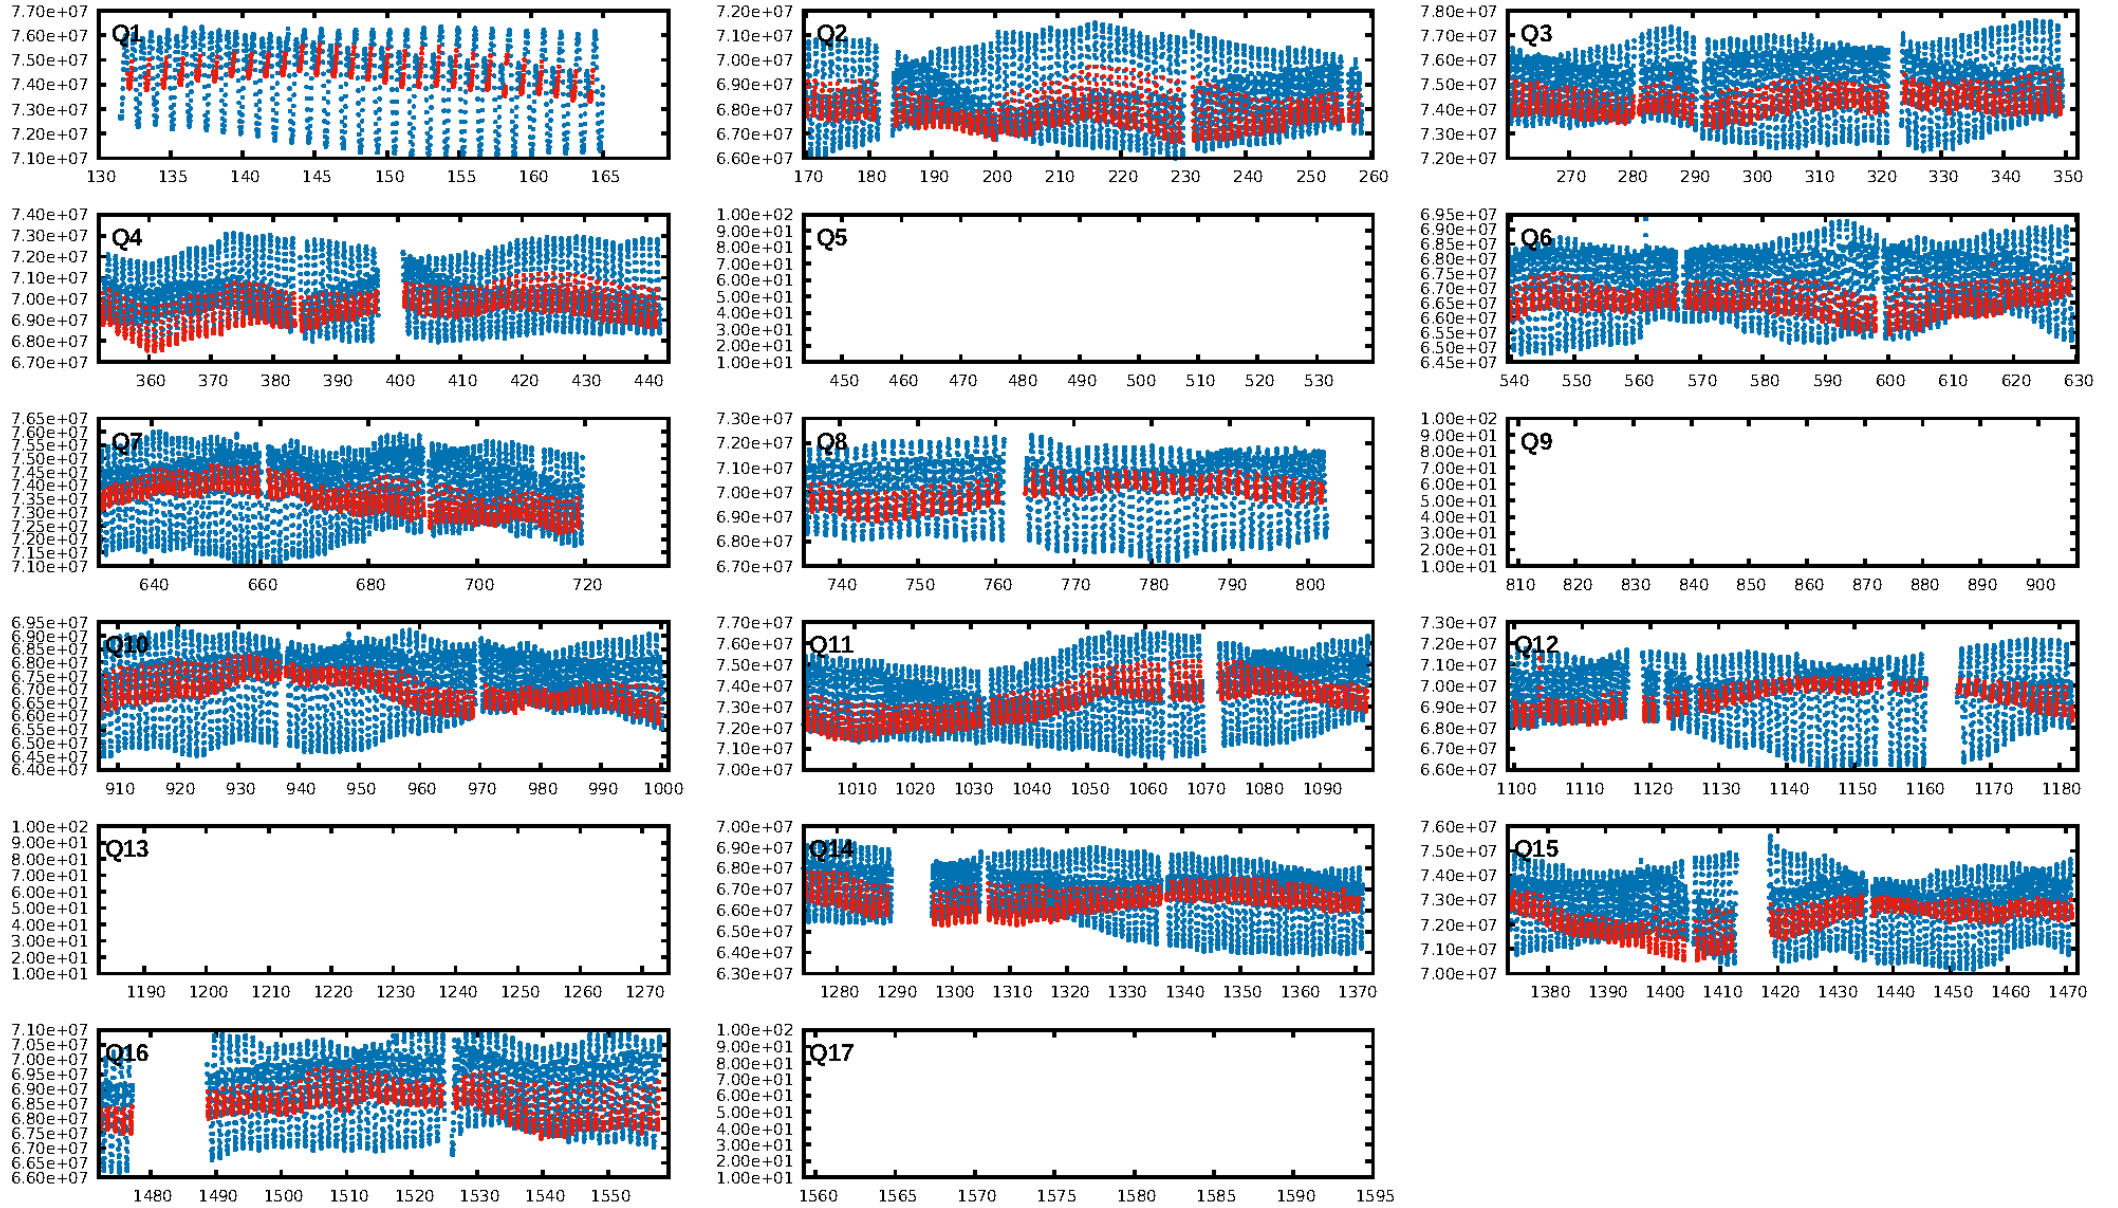 7.70e+07
7.60e+07
7.50e+07
7.40e+07
7.30e+07
7.20e+07
7.10e+07
Q1
130 135 140 145 150 155 160 165
7.20e+07
7.10e+07
7.00e+07
6.90e+07
6.80e+07
6.70e+07
6.60e+07
Q2
170 180 190 200 210 220 230 240 250 260
7.80e+07
7.70e+07
7.60e+07
7.50e+07
7.40e+07
7.30e+07
7.20e+07
Q3
270 280 290 300 310 320 330 340 350
7.40e+07
7.30e+07
7.20e+07
7.10e+07
7.00e+07
6.90e+07
6.80e+07
6.70e+07
Q4
360 370 380 390 400 410 420 430 440
1.00e+02
9.00e+01
8.00e+01
7.00e+01
6.00e+01
5.00e+01
4.00e+01
3.00e+01
2.00e+01
1.00e+01
Q5
450 460 470 480 490 500 510 520 530
6.95e+07
6.90e+07
6.85e+07
6.80e+07
6.75e+07
6.70e+07
6.65e+07
6.60e+07
6.55e+07
6.50e+07
6.45e+07
Q6
540 550 560 570 580 590 600 610 620 630
7.65e+07
7.60e+07
7.55e+07
7.50e+07
7.45e+07
7.40e+07
7.35e+07
7.30e+07
7.25e+07
7.20e+07
7.15e+07
7.10e+07
Q7
640 660 680 700 720
7.30e+07
7.20e+07
7.10e+07
7.00e+07
6.90e+07
6.80e+07
6.70e+07
Q8
740 750 760 770 780 790 800
1.00e+02
9.00e+01
8.00e+01
7.00e+01
6.00e+01
5.00e+01
4.00e+01
3.00e+01
2.00e+01
1.00e+01
Q9
810 820 830 840 850 860 870 880 890 900
6.95e+07
6.90e+07
6.85e+07
6.80e+07
6.75e+07
6.70e+07
6.65e+07
6.60e+07
6.55e+07
6.50e+07
6.45e+07
6.40e+07
Q10
910 920 930 940 950 960 970 980 990 1000
7.70e+07
7.60e+07
7.50e+07
7.40e+07
7.30e+07
7.20e+07
7.10e+07
7.00e+07
Q11
1010 1020 1030 1040 1050 1060 1070 1080 1090
7.30e+07
7.20e+07
7.10e+07
7.00e+07
6.90e+07
6.80e+07
6.70e+07
6.60e+07
Q12
1100 1110 1120 1130 1140 1150 1160 1170 1180
1.00e+02
9.00e+01
8.00e+01
7.00e+01
6.00e+01
5.00e+01
4.00e+01
3.00e+01
2.00e+01
1.00e+01
Q13
1190 1200 1210 1220 1230 1240 1250 1260 1270
7.00e+07
6.90e+07
6.80e+07
6.70e+07
6.60e+07
6.50e+07
6.40e+07
6.30e+07
Q14
1280 1290 1300 1310 1320 1330 1340 1350 1360 1370
7.60e+07
7.50e+07
7.40e+07
7.30e+07
7.20e+07
7.10e+07
7.00e+07
Q15
1380 1390 1400 1410 1420 1430 1440 1450 1460 1470
7.10e+07
7.05e+07
7.00e+07
6.95e+07
6.90e+07
6.85e+07
6.80e+07
6.75e+07
6.70e+07
6.65e+07
6.60e+07
Q16
1480 1490 1500 1510 1520 1530 1540 1550
1.00e+02
9.00e+01
8.00e+01
7.00e+01
6.00e+01
5.00e+01
4.00e+01
3.00e+01
2.00e+01
1.00e+01
Q17
1560 1565 1570 1575 1580 1585 1590 1595